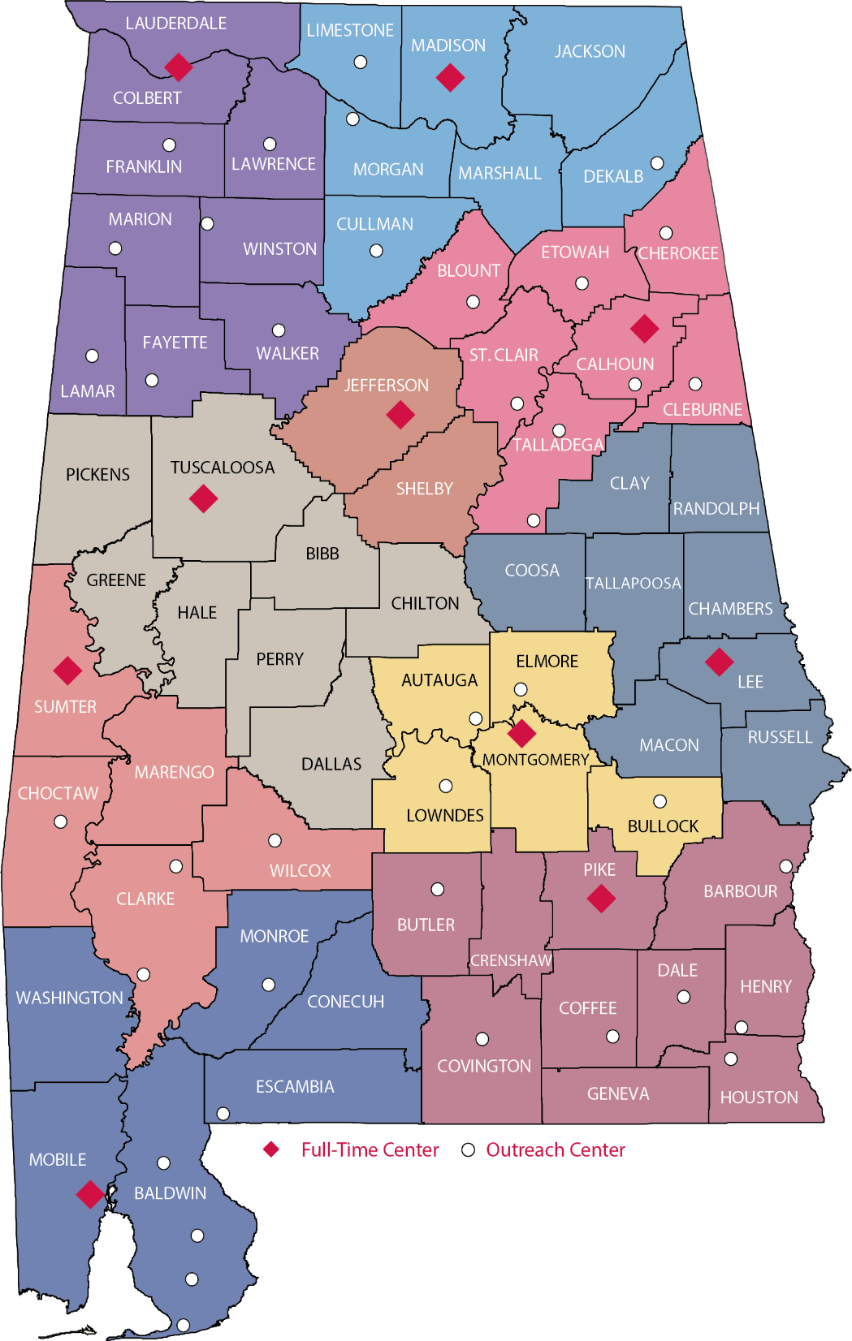 LAUDERDALE
LIMESTONE
MADISON
JACKSON
COLBERT
FRANKLIN
LAWRENCE
MORGAN
MARSHALL
DEKALB
MARION
WINSTON
CULLMAN
BLOUNT
ETOWAH
CHEROKEE
LAMAR
FAYETTE
WALKER
JEFFERSON
ST. CLAIR
CALHOUN
CLEBURNE
PICKENS
TUSCALOOSA
SHELBY
TALLADEGA
CLAY
RANDOLPH
GREENE
HALE
BIBB
CHILTON
COOSA
TALLAPOOSA
CHAMBERS
SUMTER
PERRY
AUTAUGA
ELMORE
LEE
CHOCTAW
MARENGO
DALLAS
LOWNDES
MONTGOMERY
MACON
RUSSELL
BULLOCK
CLARKE
WILCOX
BUTLER
CRENSHAW
PIKE
BARBOUR
WASHINGTON
MONROE
CONECUH
COVINGTON
COFFEE
DALE
HENRY
ESCAMBIA
GENEVA
HOUSTON
MOBILE
BALDWIN
Full-Time Center
Outreach Center